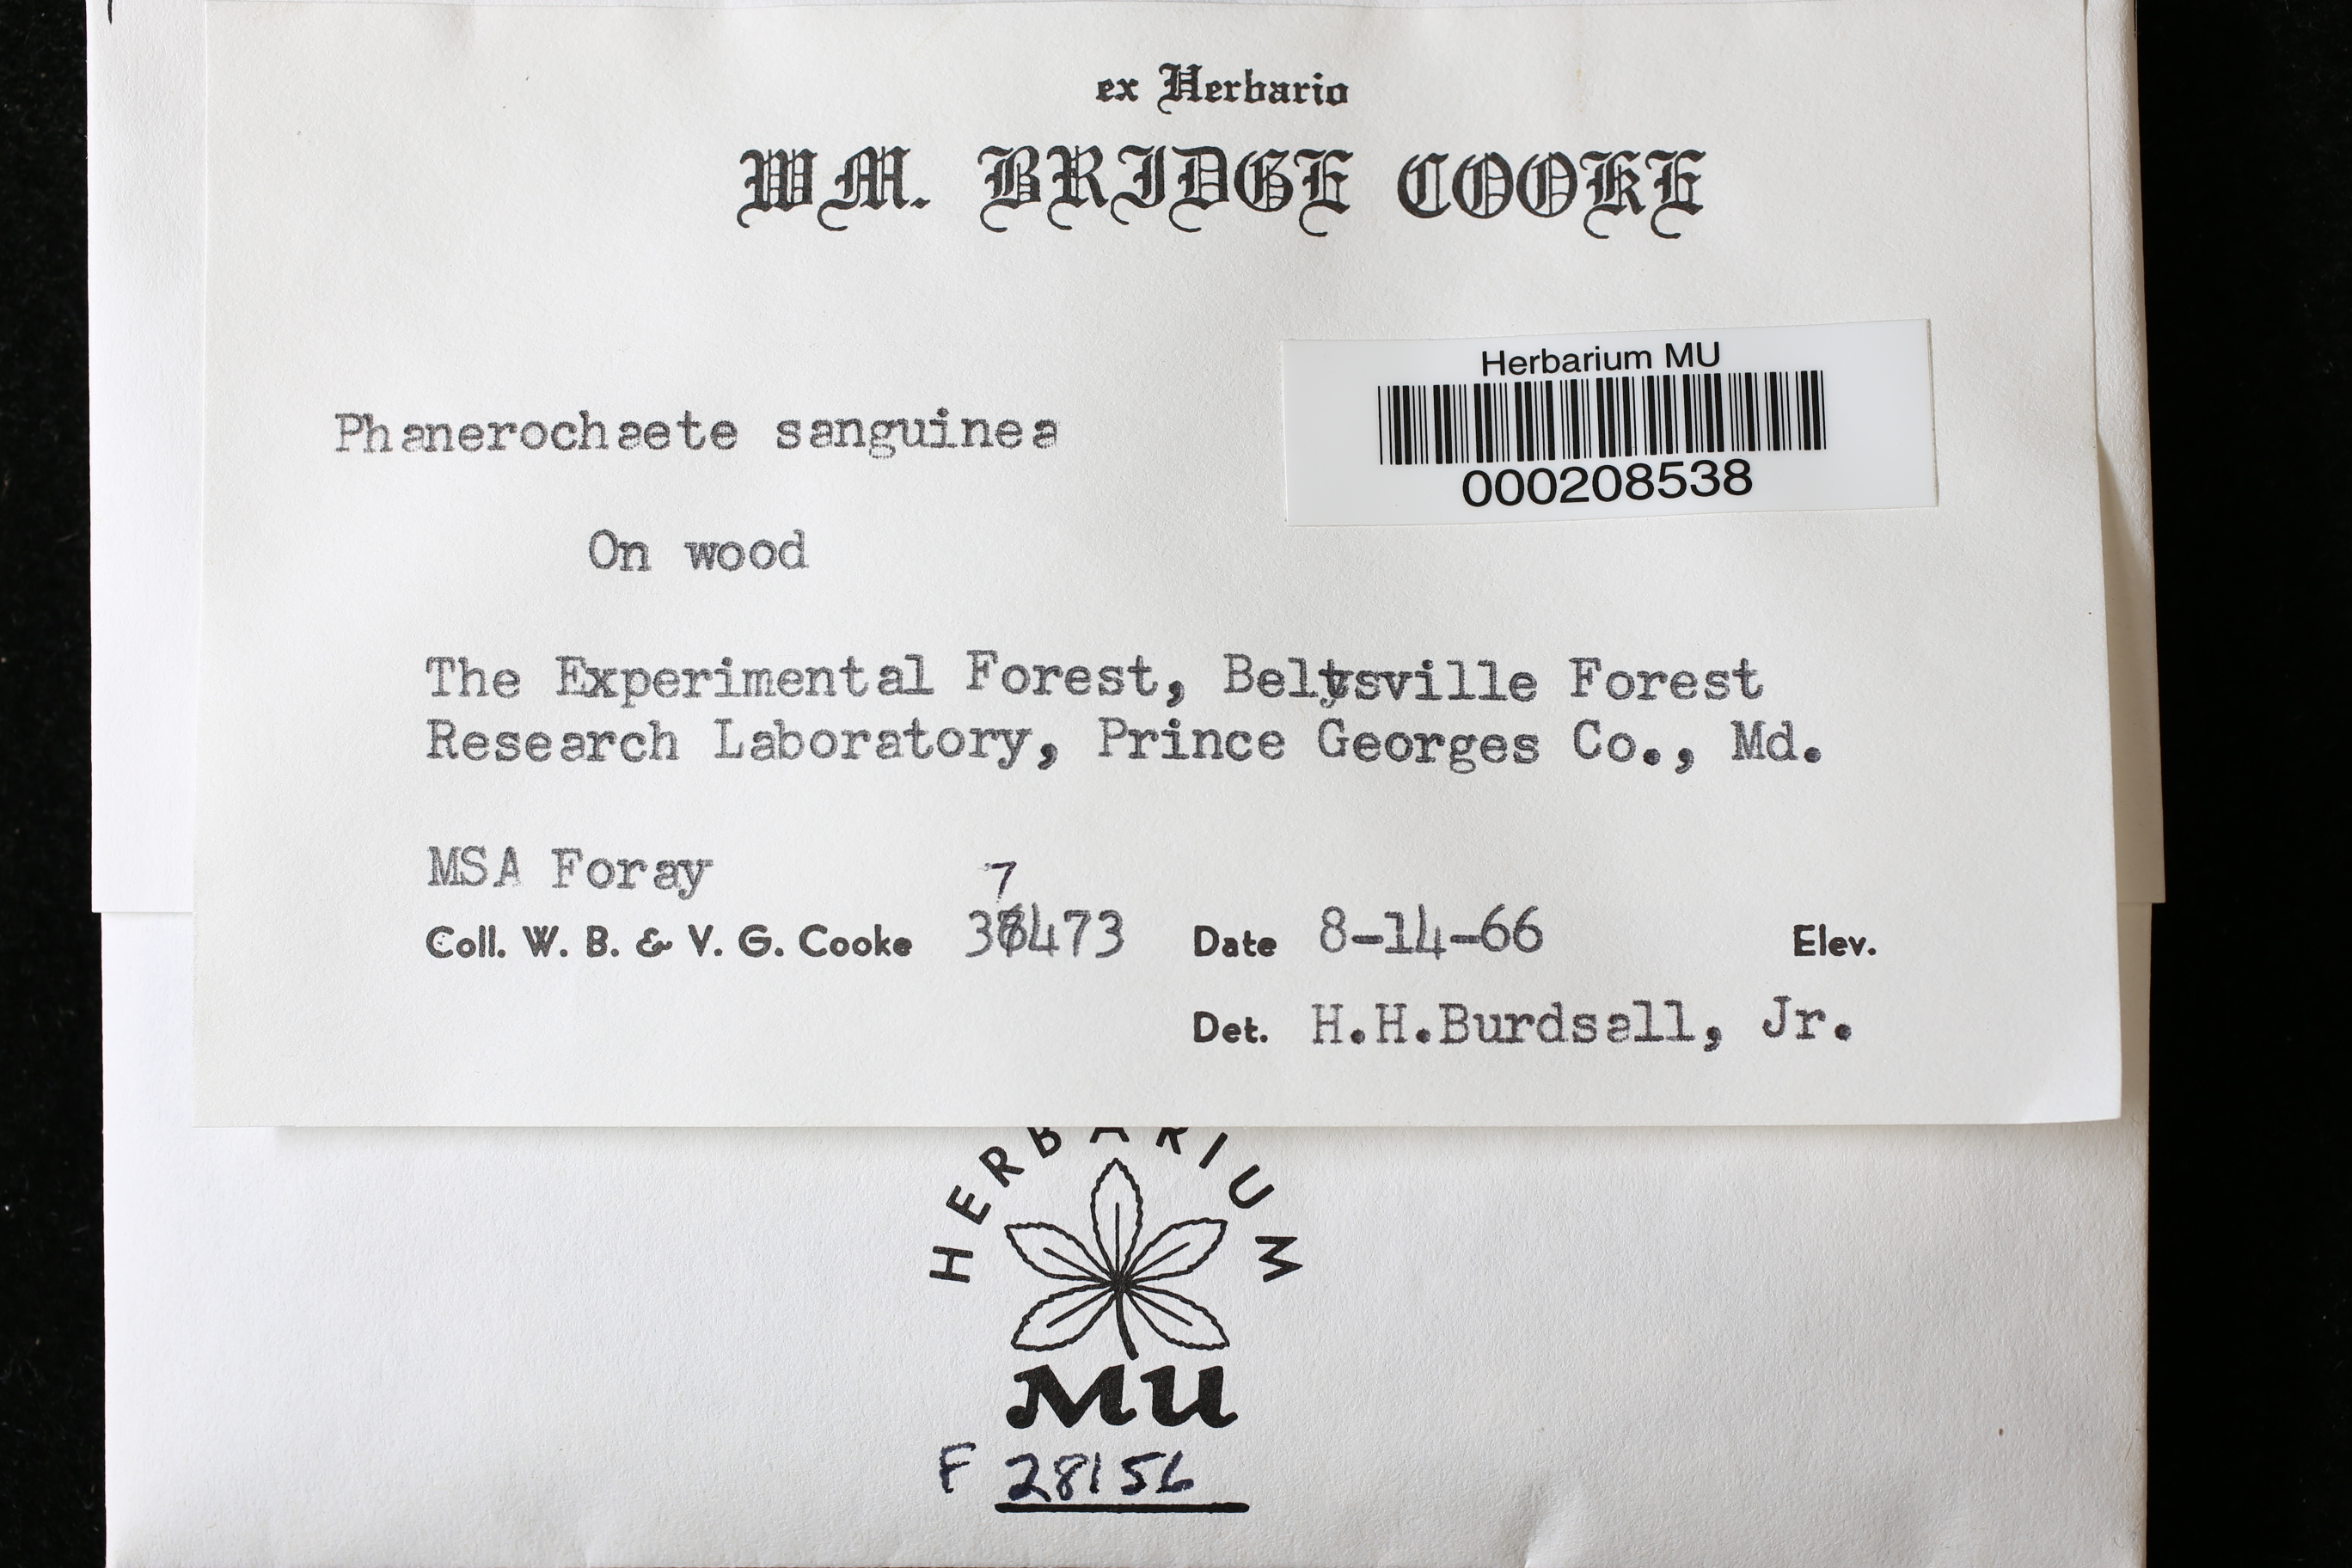 ex Herbario
WM. BRIDGE COOKE
Herbarium MU
000208538
Phanerochaete sanguinea
On wood
The Experimental Forest, Beltsville Forest
Research Laboratory, Prince Georges Co., Md.
MSA Foray
Coll. W. B. & V. G. Cooke 37473 Date 8-14-66 Elev.
Det. H.H.Burdsall, Jr.
HERBARIUM
MU
F 28156